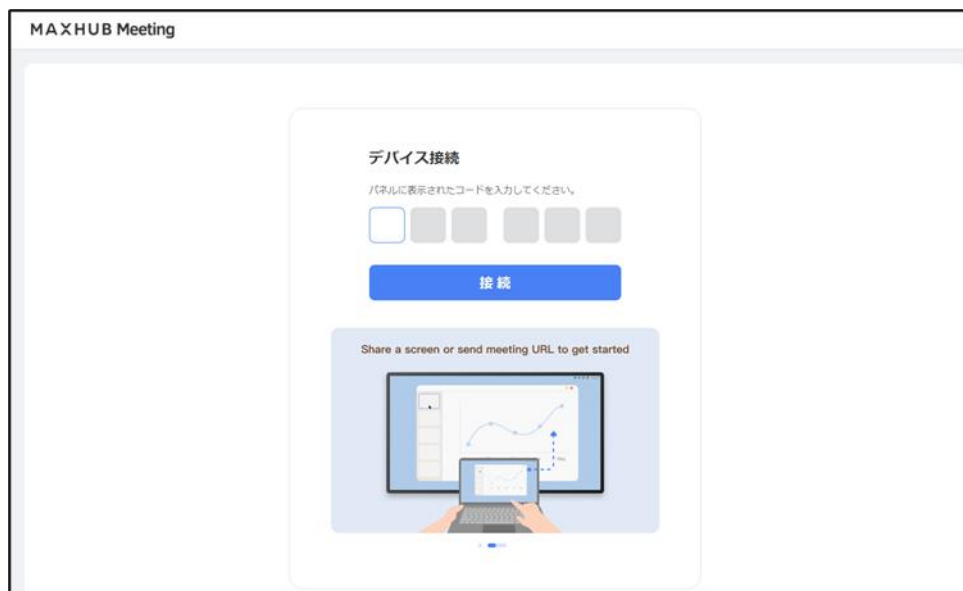 MAXHUB Meeting
デバイス接続
パネルに表示されたコードを入力してください。
接続
Share a screen or send meeting URL to get started